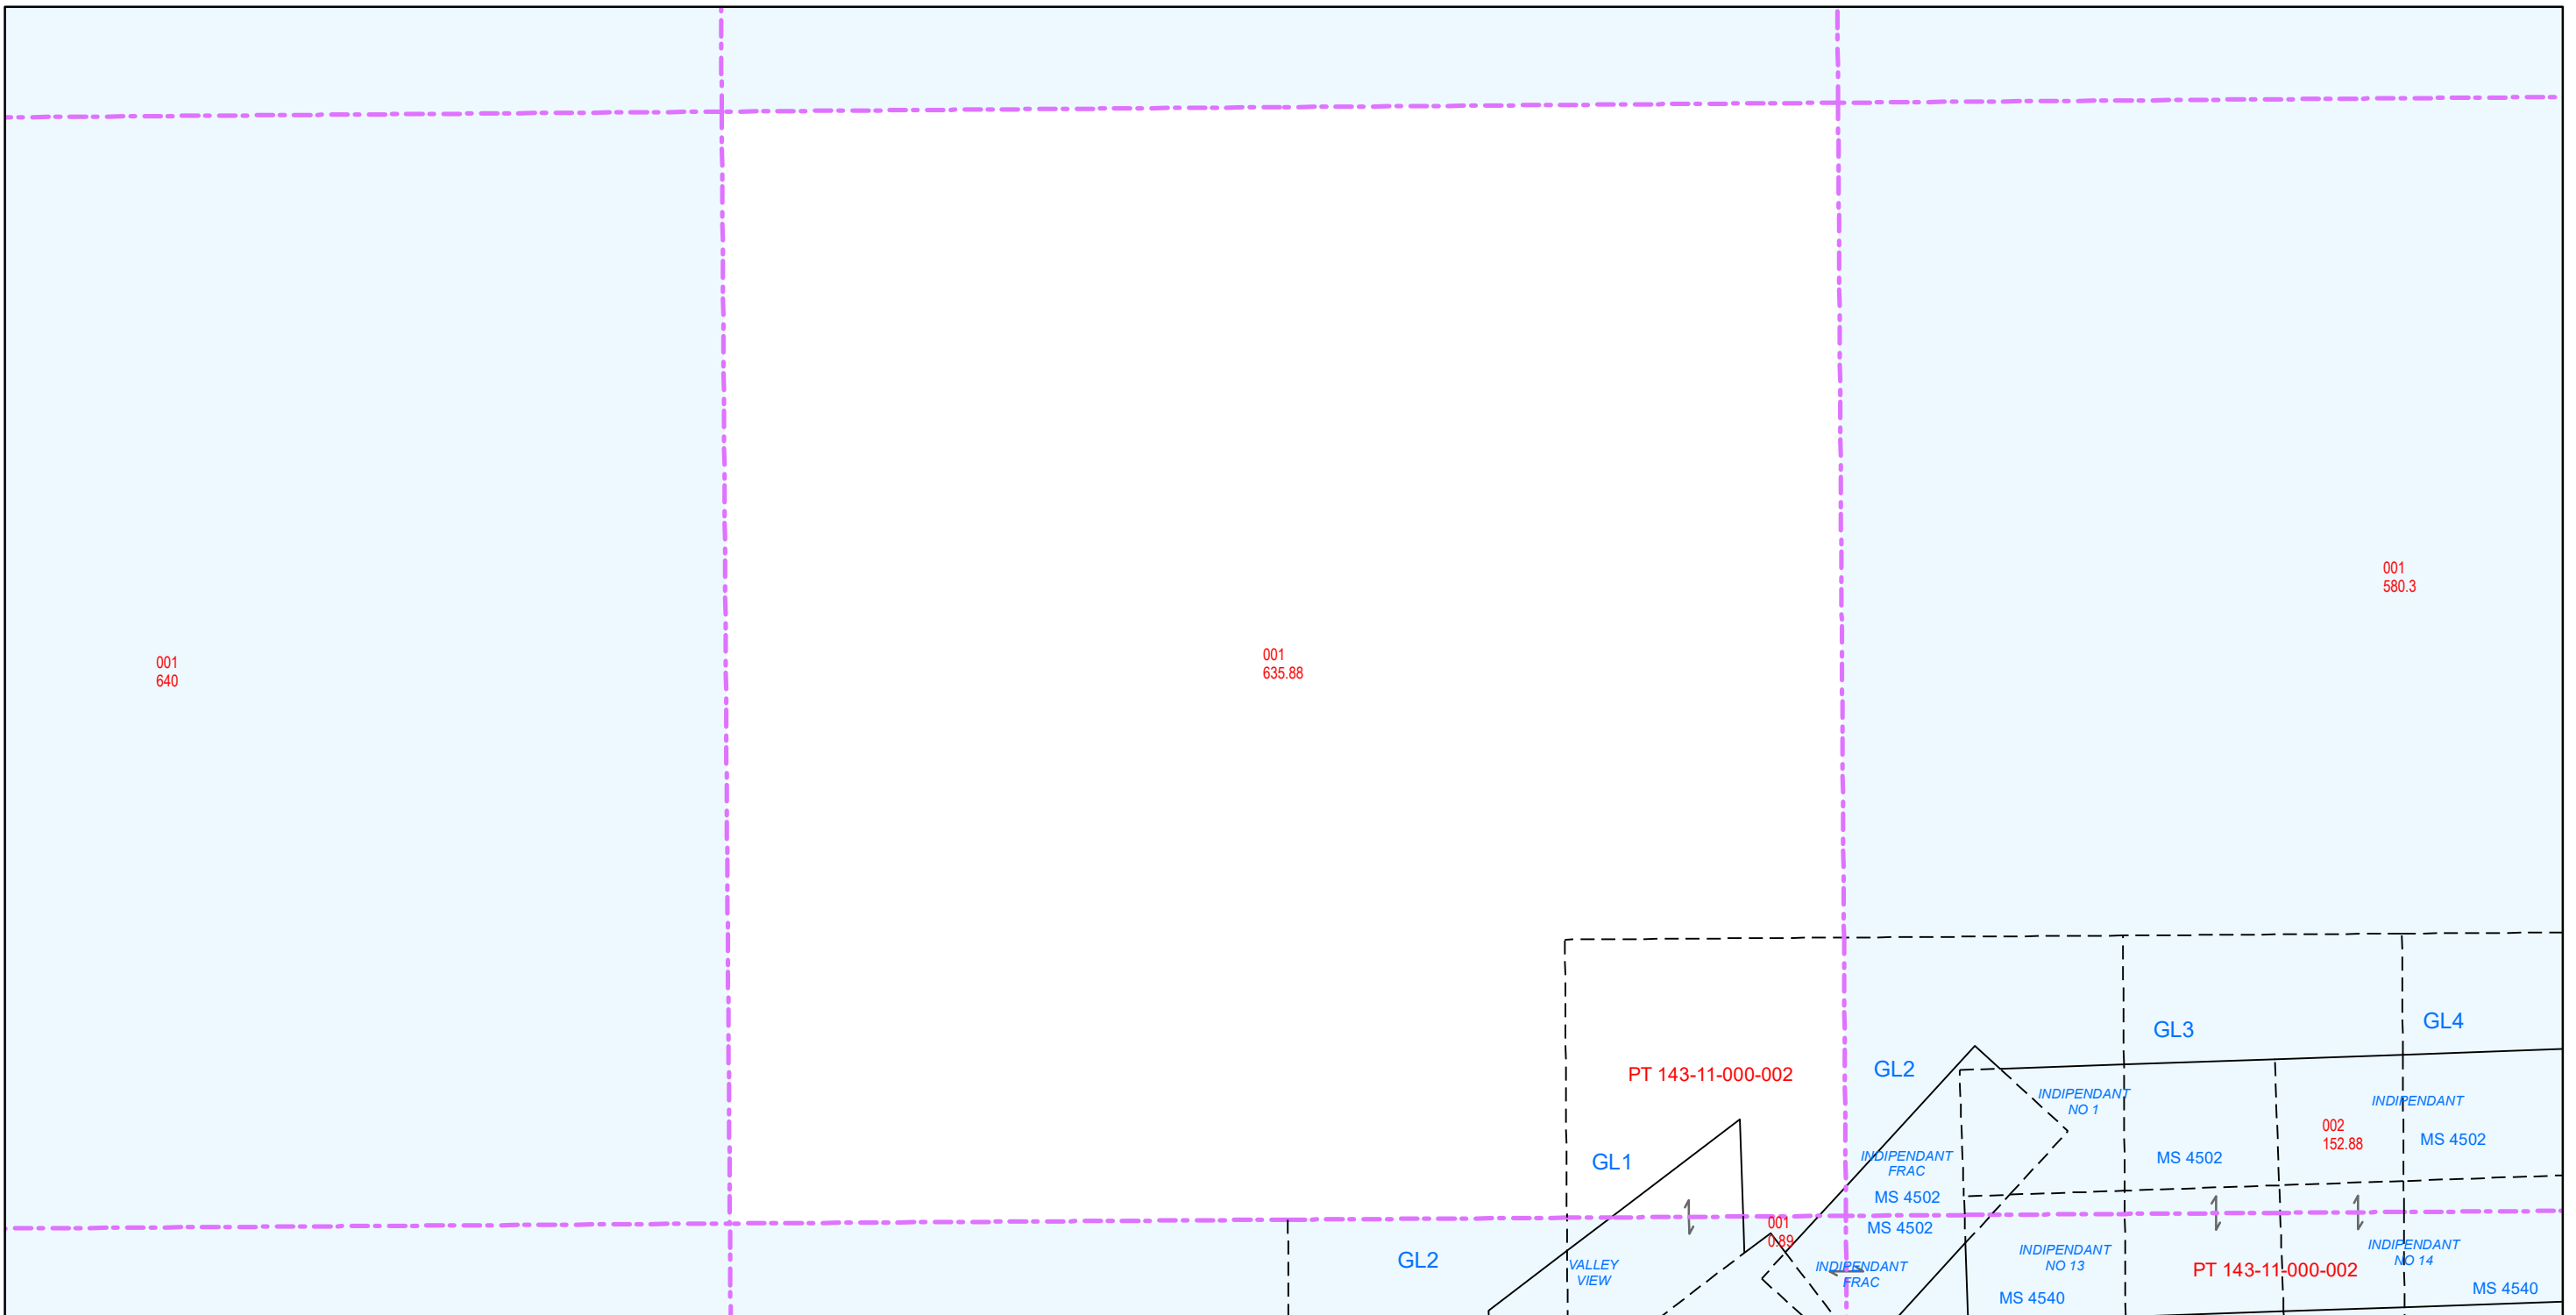 001
580.3
001
635.88
001
640
GL4
GL3
GL2
PT 143-11-000-002
INDIPENDANT
NO 1
INDIPENDANT
002
152.88
MS 4502
MS 4502
GL1
INDIPENDANT
FRAC
MS 4502
001
0.89
MS 4502
GL2
VALLEY
VIEW
INDIPENDANT
FRAC
INDIPENDANT
NO 13
PT 143-11-000-002
INDIPENDANT
NO 14
MS 4540
MS 4540